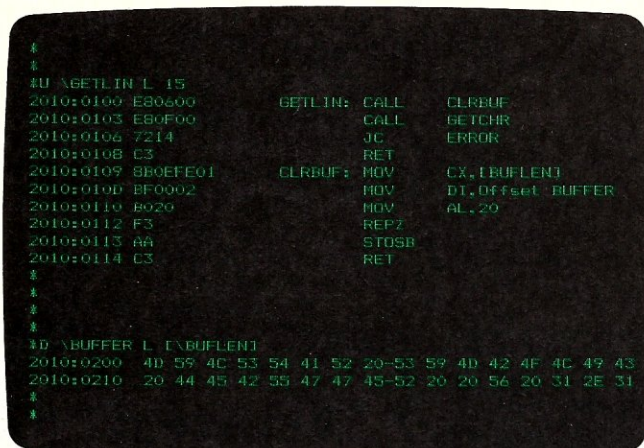 *
*
*U \GETLIN L 15
2010:0100 E80600 GETLIN: CALL CLRBUF
2010:0103 E80F00 CALL GETCHR
2010:0106 7214 JC ERROR
2010:0108 C3 RET
2010:0109 8B0EFE01 CLRBUF: MOV CX,[BUFLEN]
2010:010D BF0002 MOV DI,Offset BUFFER
2010:0110 B020 MOV AL,20
2010:0112 F3 REPZ
2010:0113 AA STOSB
2010:0114 C3 RET
*
*
*
*
*D \BUFFER L [\BUFLEN]
2010:0200 4D 59 4C 53 54 41 52 20-53 59 4D 42 4F 4C 49 43
2010:0210 20 44 45 42 55 47 47 45-52 20 20 56 20 31 2E 31
*
*